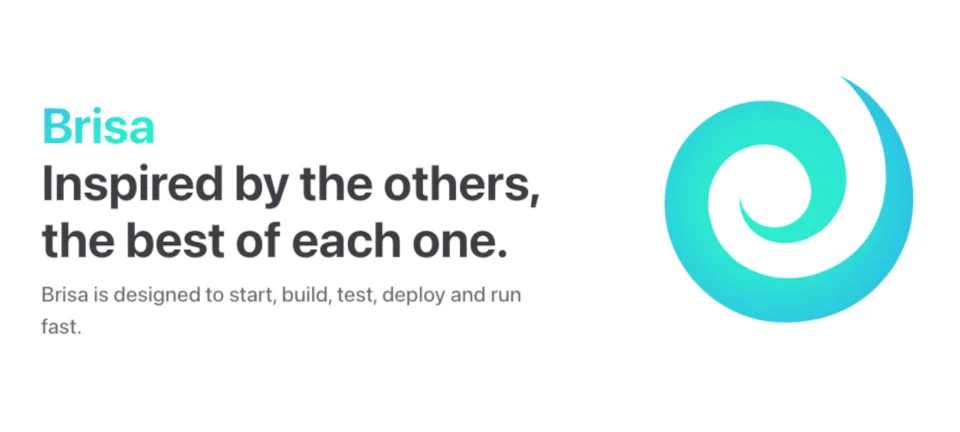 Brisa
Inspired by the others,
the best of each one.
Brisa is designed to start, build, test, deploy and run
fast.